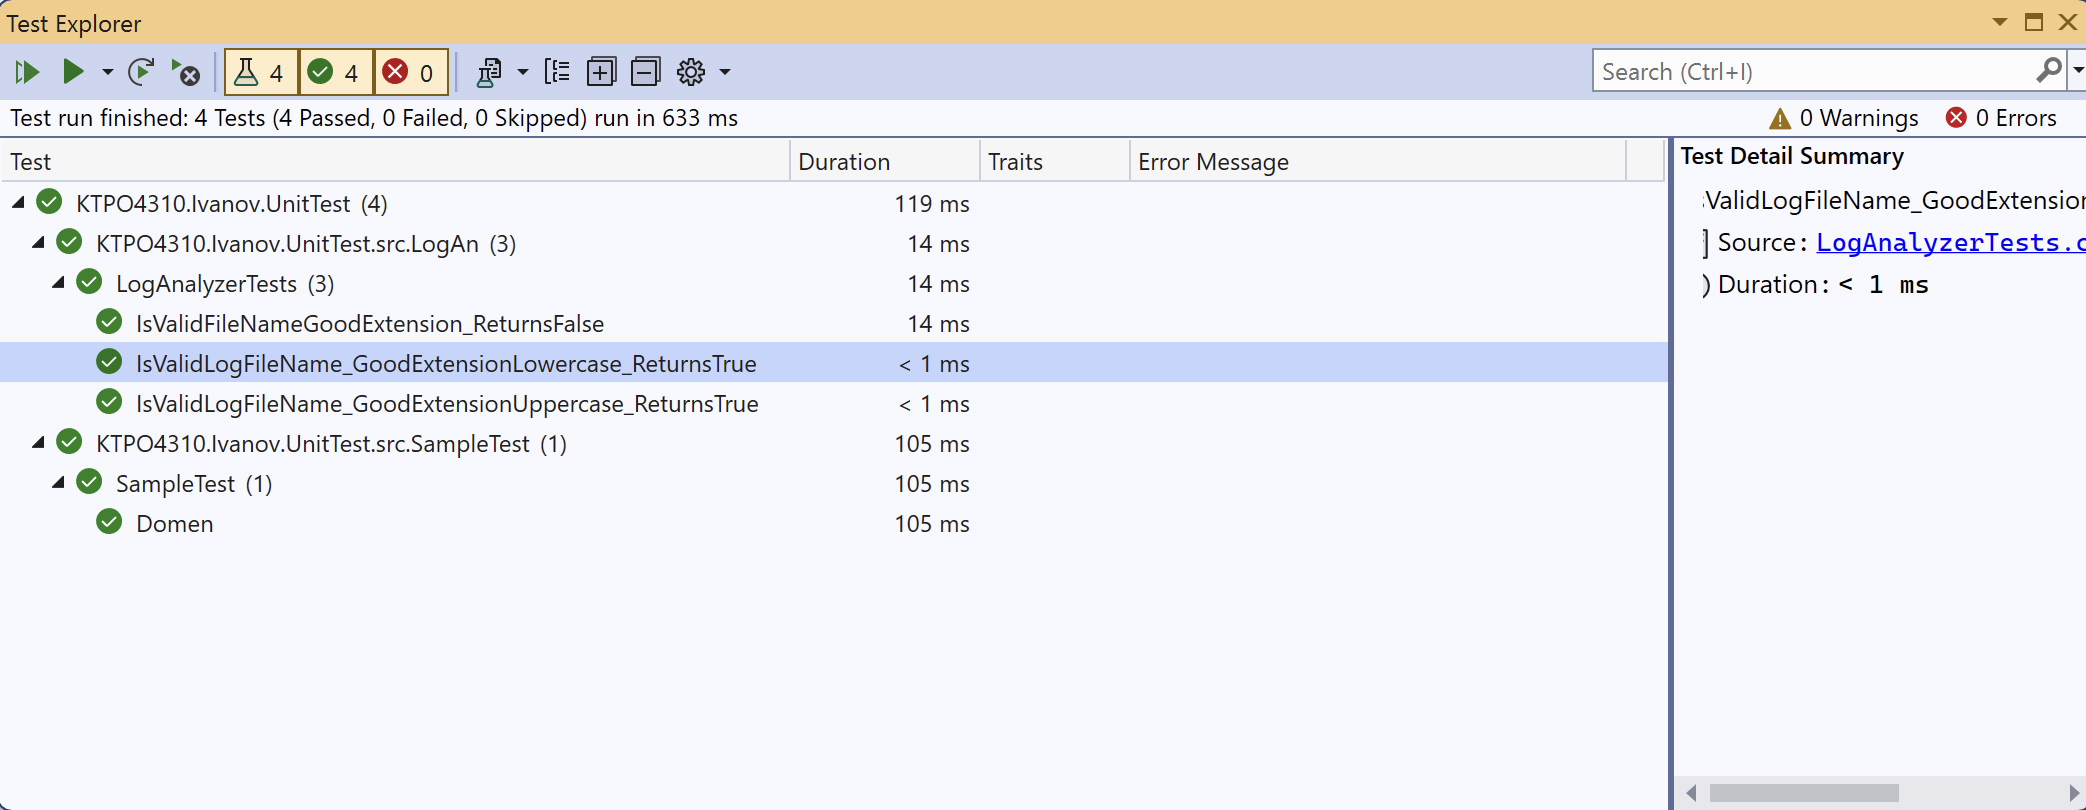 Test Explorer
4 4 0
Search (Ctrl+I)
Test run finished: 4 Tests (4 Passed, 0 Failed, 0 Skipped) run in 633 ms
0 Warnings 0 Errors
Test Duration Traits Error Message
KTPO4310.Ivanov.UnitTest (4) 119 ms
KTPO4310.Ivanov.UnitTest.src.LogAn (3) 14 ms
LogAnalyzerTests (3) 14 ms
IsValidFileNameGoodExtension_ReturnsFalse 14 ms
IsValidLogFileName_GoodExtensionLowercase_ReturnsTrue < 1 ms
IsValidLogFileName_GoodExtensionUppercase_ReturnsTrue < 1 ms
KTPO4310.Ivanov.UnitTest.src.SampleTest (1) 105 ms
SampleTest (1) 105 ms
Domen 105 ms
Test Detail Summary
sValidLogFileName_GoodExtension
Source: LogAnalyzerTests.c
Duration: < 1 ms